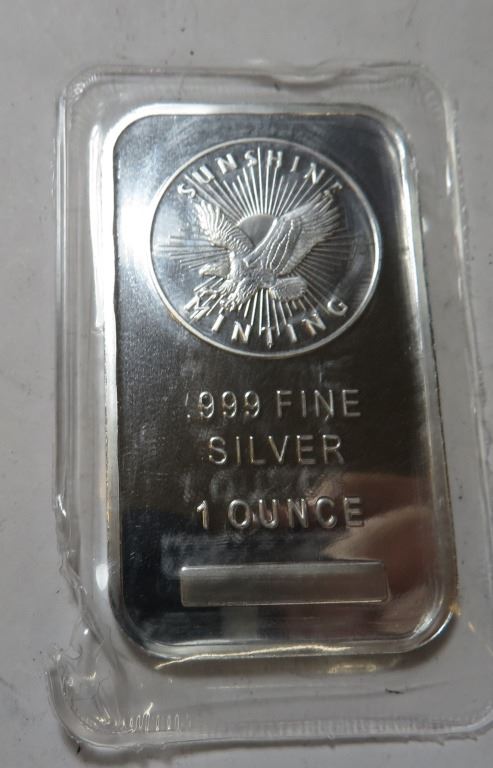 SUNSHINE
MINTING
.999 FINE
SILVER
1 OUNCE